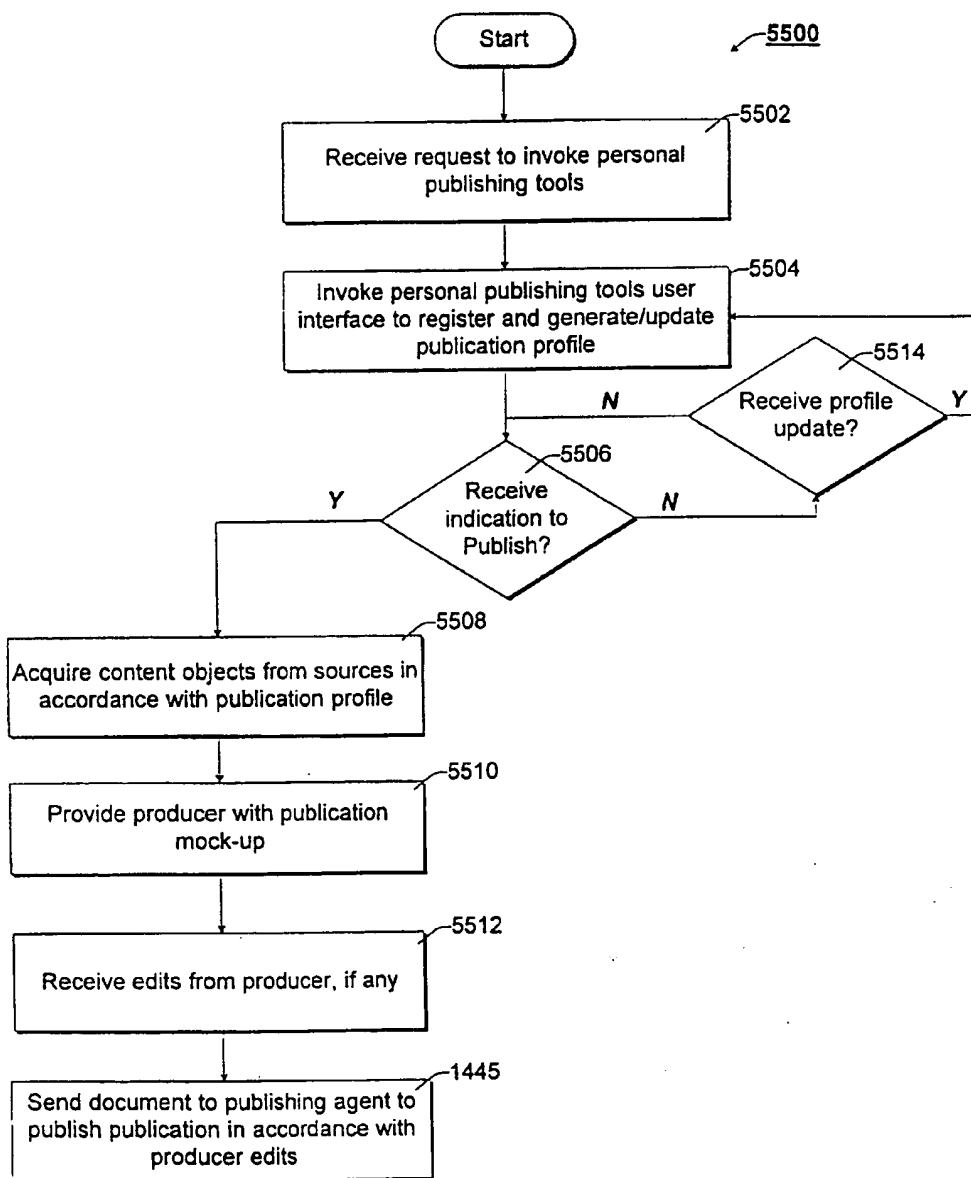 Start
5500
5502
Receive request to invoke personal
publishing tools
5504
Invoke personal publishing tools user
interface to register and generate/update
publication profile
5514
N
Receive profile
update?
Y
5506
Y
Receive
indication to
Publish?
N
5508
Acquire content objects from sources in
accordance with publication profile
5510
Provide producer with publication
mock-up
5512
Receive edits from producer, if any
1445
Send document to publishing agent to
publish publication in accordance with
producer edits